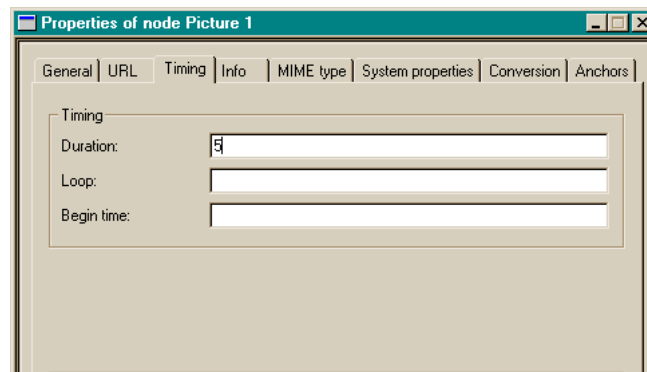 Properties of node Picture 1
General URL Timing Info MIME type System properties Conversion Anchors
Timing
Duration: 5
Loop:
Begin time: